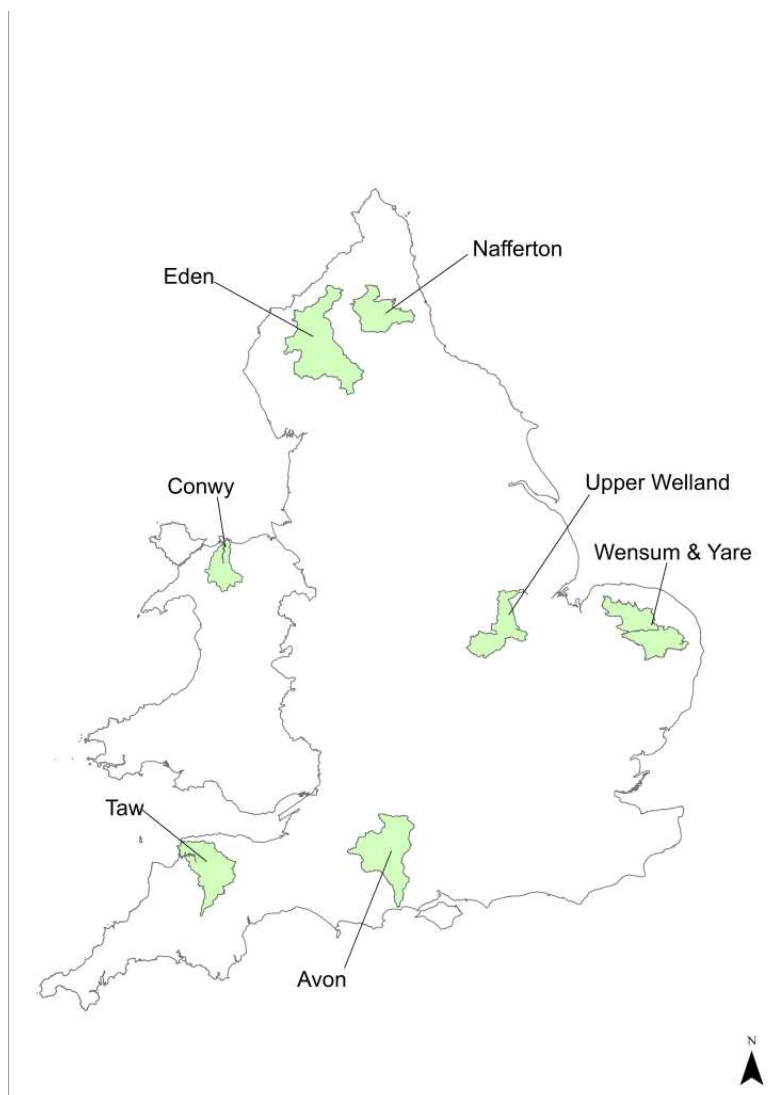 Nafferton
Eden
Conwy
Upper Welland
Wensum & Yare
Taw
Avon
N